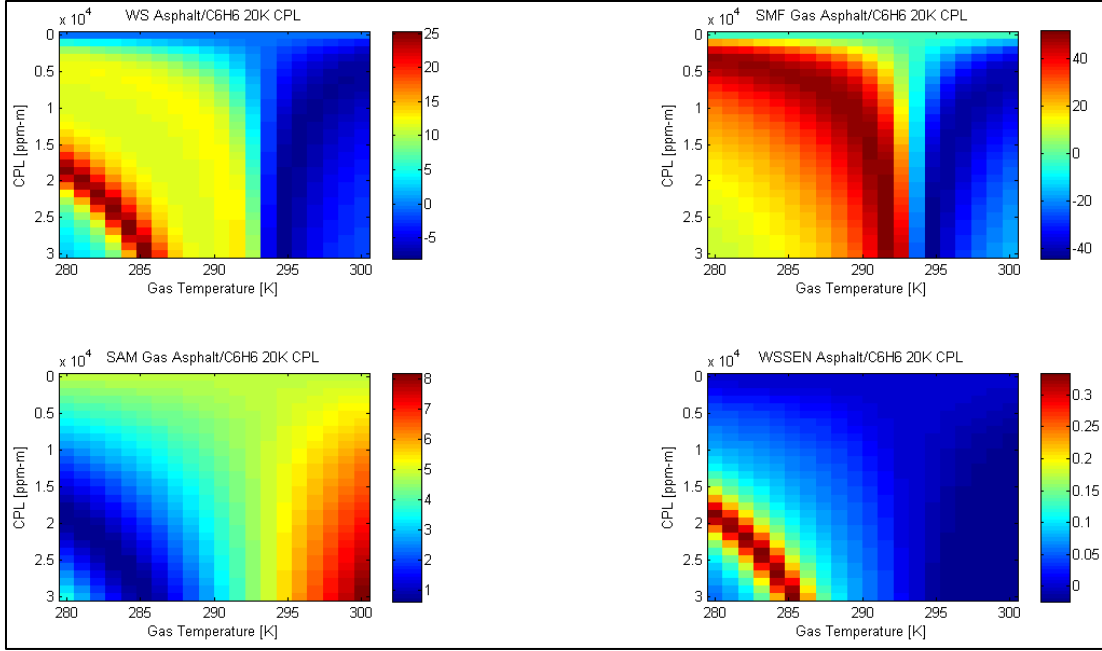 WS Asphalt/C6H6 20K CPL
x 10^4
0
0.5
1
1.5
2
2.5
3
CPL [ppm-m]
280 285 290 295 300
Gas Temperature [K]
25
20
15
10
5
0
-5
SMF Gas Asphalt/C6H6 20K CPL
x 10^4
0
0.5
1
1.5
2
2.5
3
CPL [ppm-m]
280 285 290 295 300
Gas Temperature [K]
40
20
0
-20
-40
SAM Gas Asphalt/C6H6 20K CPL
x 10^4
0
0.5
1
1.5
2
2.5
3
CPL [ppm-m]
280 285 290 295 300
Gas Temperature [K]
8
7
6
5
4
3
2
1
WSSEN Asphalt/C6H6 20K CPL
x 10^4
0
0.5
1
1.5
2
2.5
3
CPL [ppm-m]
280 285 290 295 300
Gas Temperature [K]
0.3
0.25
0.2
0.15
0.1
0.05
0